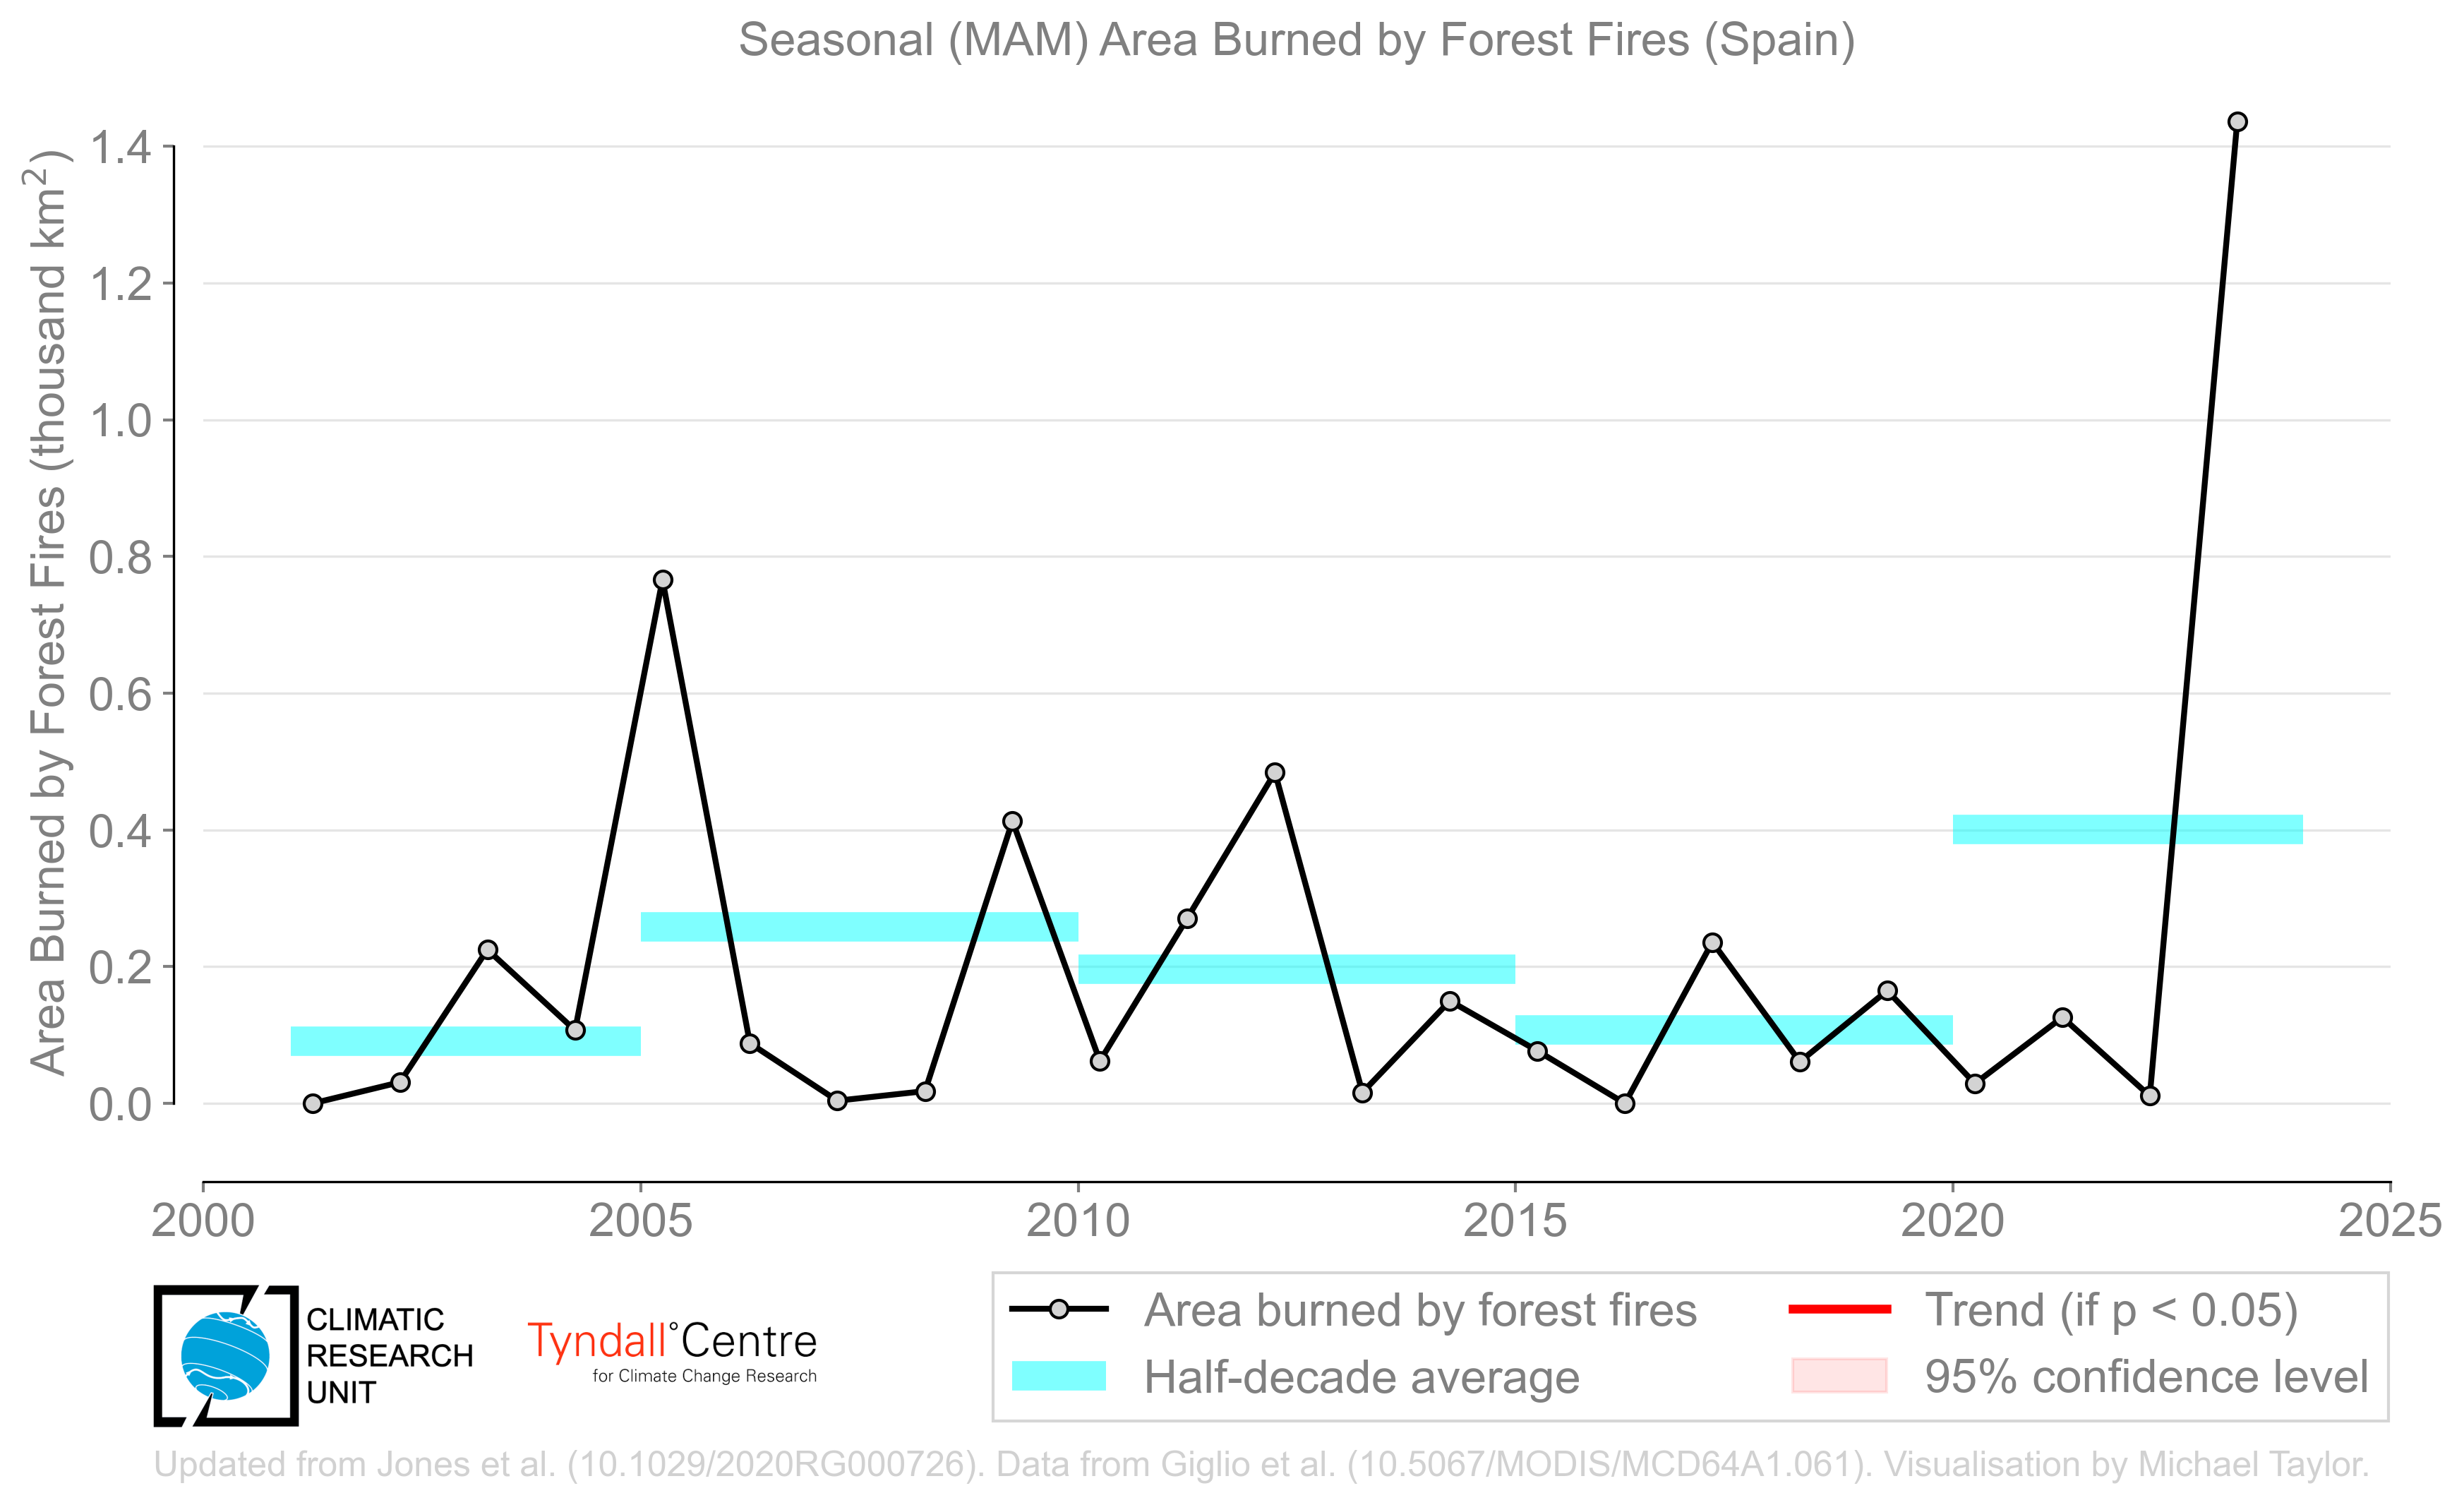 Seasonal (MAM) Area Burned by Forest Fires (Spain)
Area Burned by Forest Fires (thousand km²)
1.4
1.2
1.0
0.8
0.6
0.4
0.2
0.0
2000 2005 2010 2015 2020 2025
Area burned by forest fires
Half-decade average
Trend (if p < 0.05)
95% confidence level
CLIMATIC
RESEARCH
UNIT
Tyndall°Centre
for Climate Change Research
Updated from Jones et al. (10.1029/2020RG000726). Data from Giglio et al. (10.5067/MODIS/MCD64A1.061). Visualisation by Michael Taylor.